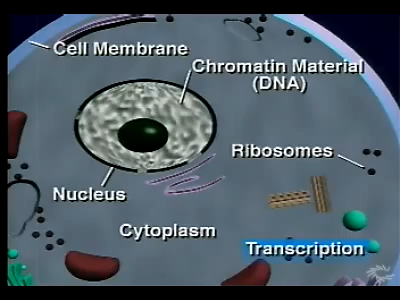 Cell Membrane
Chromatin Material
(DNA)
Ribosomes
Nucleus
Cytoplasm
Transcription